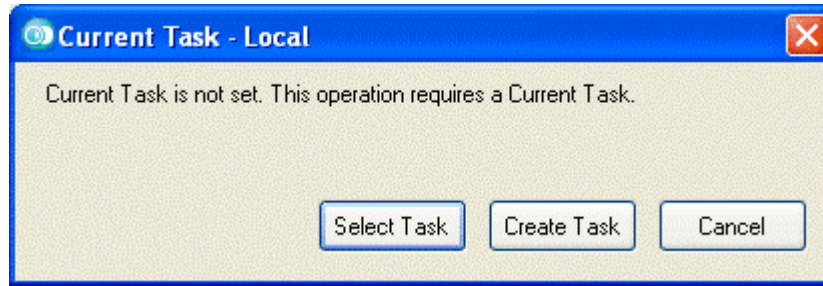 Current Task - Local
Current Task is not set. This operation requires a Current Task.
Select Task Create Task Cancel